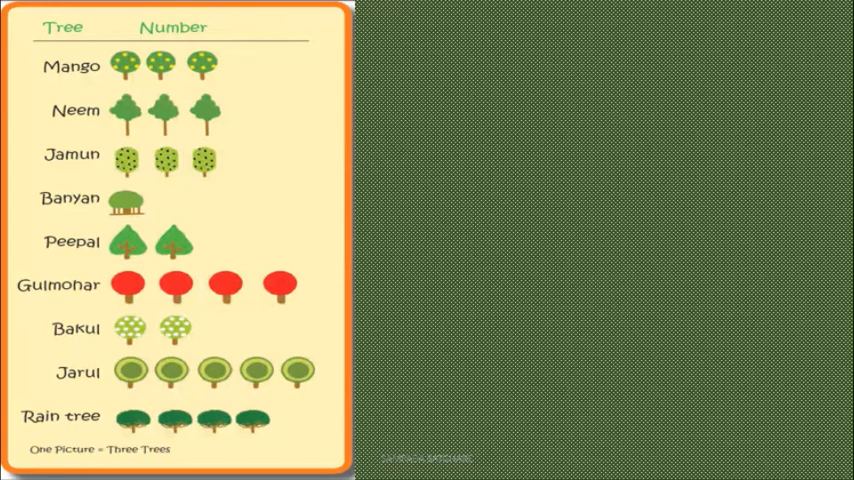 Tree Number
Mango
Neem
Jamun
Banyan
Peepal
Gulmohar
Bakul
Jarul
Rain tree
One Picture = Three Trees